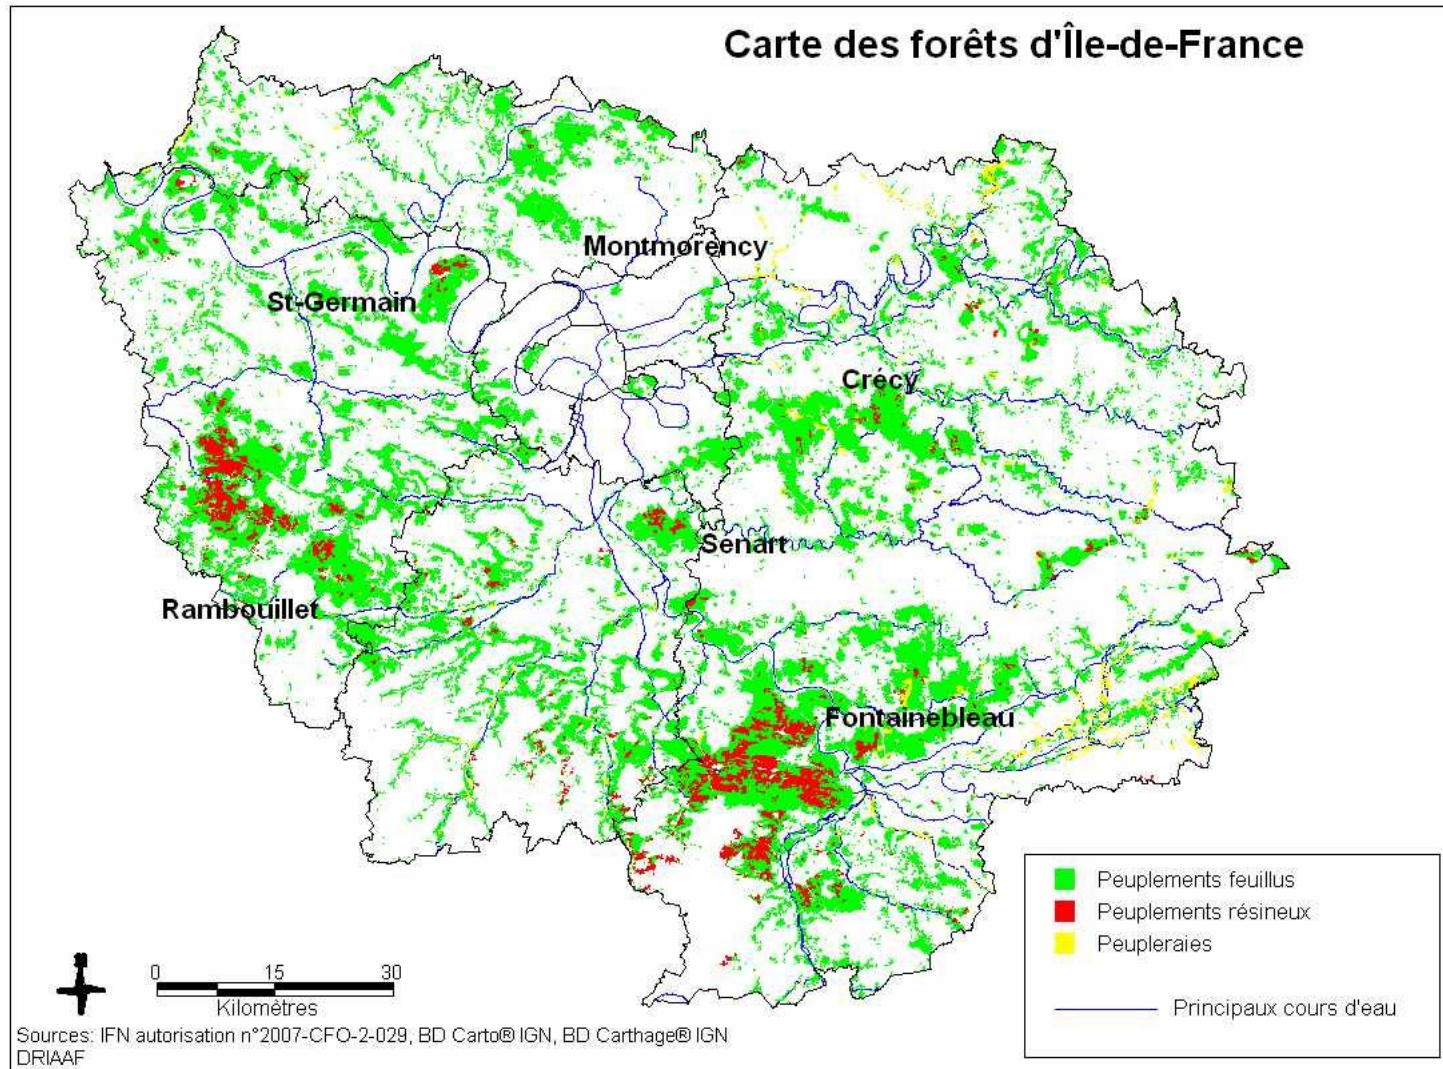 Carte des forêts d'Île-de-France
Montmorency
St-Germain
Crécy
Senart
Rambouillet
Fontainebleau
Peuplements feuillus
Peuplements résineux
Peupleraies
Principaux cours d'eau
0 15 30
Kilomètres
Sources: IFN autorisation n°2007-CFO-2-029, BD Carto® IGN, BD Carthage® IGN
DRIAAF